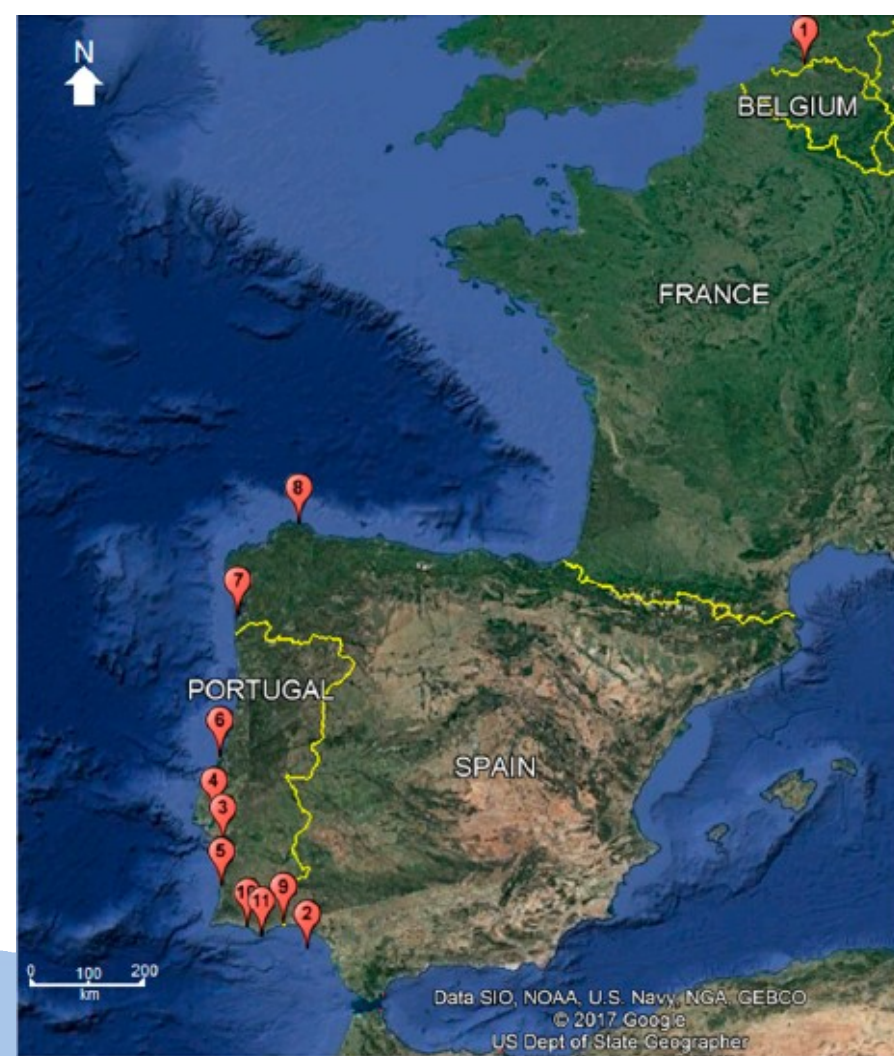 N
1
BELGIUM
FRANCE
8
7
PORTUGAL
6
SPAIN
4
3
5
10
9
11
2
0 100 200
km
Data SIO, NOAA, U.S. Navy, NGA, GEBCO
© 2017 Google
US Dept of State Geographer